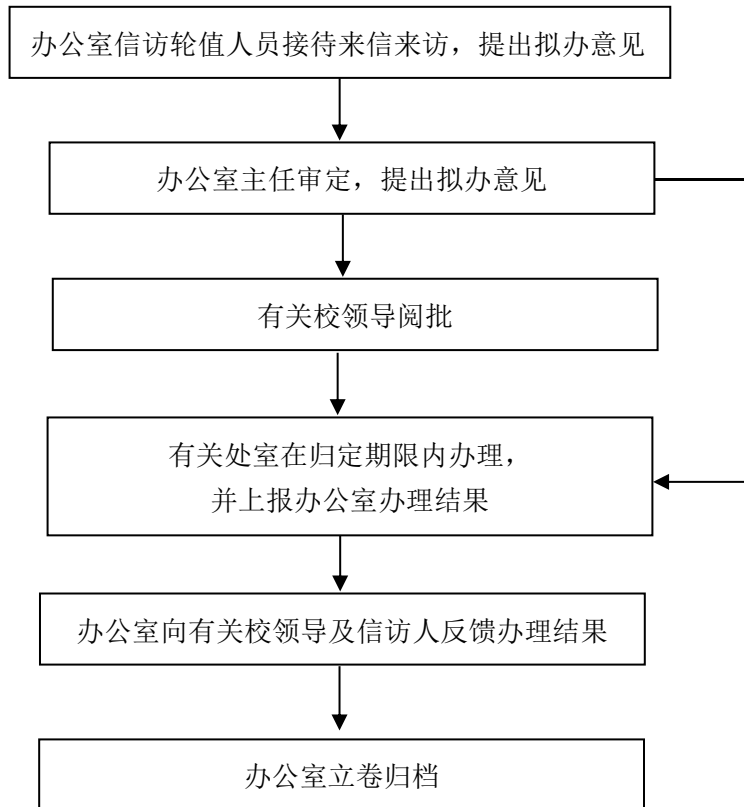 办公室信访轮值人员接待来信来访，提出拟办意见
办公室主任审定，提出拟办意见
有关校领导阅批
有关处室在归定期限内办理，
并上报办公室办理结果
办公室向有关校领导及信访人反馈办理结果
办公室立卷归档